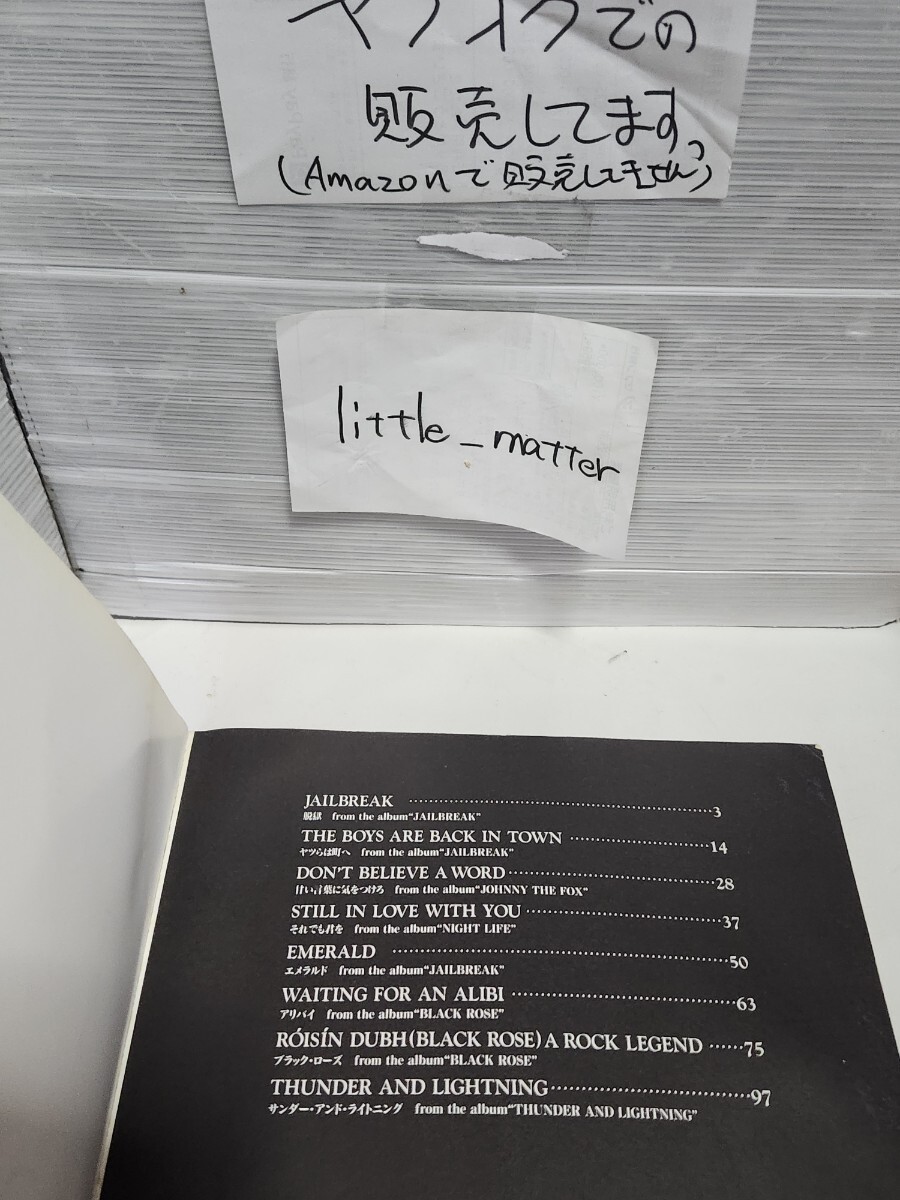 ヤフオクでの
販売してます。
(Amazonで販売してません)
little_matter
JAILBREAK ........................................ 3
脱獄 from the album "JAILBREAK"
THE BOYS ARE BACK IN TOWN .................... 14
ヤツらは町へ from the album "JAILBREAK"
DON'T BELIEVE A WORD .............................. 28
甘い言葉に気をつけろ from the album "JOHNNY THE FOX"
STILL IN LOVE WITH YOU ............................ 37
それでも君を from the album "NIGHT LIFE"
EMERALD ............................................. 50
エメラルド from the album "JAILBREAK"
WAITING FOR AN ALIBI ............................... 63
アリバイ from the album "BLACK ROSE"
RÓISÍN DUBH (BLACK ROSE) A ROCK LEGEND ...... 75
ブラック・ローズ from the album "BLACK ROSE"
THUNDER AND LIGHTNING ............................ 97
サンダー・アンド・ライトニング from the album "THUNDER AND LIGHTNING"